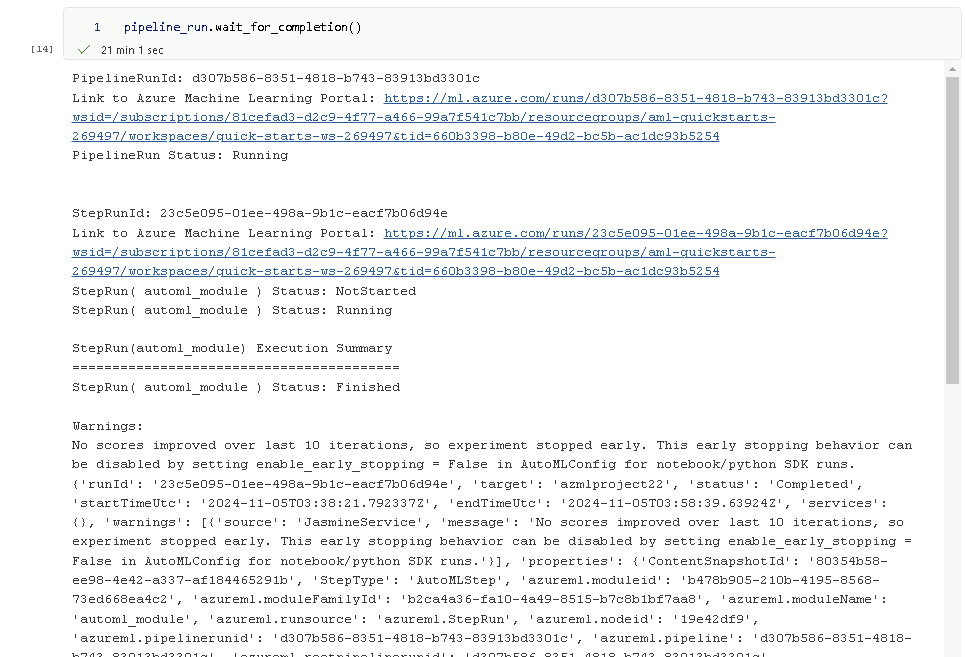 1 pipeline_run.wait_for_completion()
[14] 21 min 1 sec
PipelineRunId: d307b586-8351-4818-b743-83913bd3301c
Link to Azure Machine Learning Portal: https://ml.azure.com/runs/d307b586-8351-4818-b743-83913bd3301c?
wsid=/subscriptions/81cefad3-d2c9-4f77-a466-99a7f541c7bb/resourcegroups/aml-quickstarts-
269497/workspaces/quick-starts-ws-269497&tid=660b3398-b80e-49d2-bc5b-ac1dc93b5254
PipelineRun Status: Running
StepRunId: 23c5e095-01ee-498a-9b1c-eacf7b06d94e
Link to Azure Machine Learning Portal: https://ml.azure.com/runs/23c5e095-01ee-498a-9b1c-eacf7b06d94e?
wsid=/subscriptions/81cefad3-d2c9-4f77-a466-99a7f541c7bb/resourcegroups/aml-quickstarts-
269497/workspaces/quick-starts-ws-269497&tid=660b3398-b80e-49d2-bc5b-ac1dc93b5254
StepRun( automl_module ) Status: NotStarted
StepRun( automl_module ) Status: Running
StepRun(automl_module) Execution Summary
=========================================
StepRun( automl_module ) Status: Finished
Warnings:
No scores improved over last 10 iterations, so experiment stopped early. This early stopping behavior can
be disabled by setting enable_early_stopping = False in AutoMLConfig for notebook/python SDK runs.
{'runId': '23c5e095-01ee-498a-9b1c-eacf7b06d94e', 'target': 'azmlproject22', 'status': 'Completed',
'startTimeUtc': '2024-11-05T03:38:21.792337Z', 'endTimeUtc': '2024-11-05T03:58:39.63924Z', 'services':
{}, 'warnings': [{'source': 'JasmineService', 'message': 'No scores improved over last 10 iterations, so
experiment stopped early. This early stopping behavior can be disabled by setting enable_early_stopping =
False in AutoMLConfig for notebook/python SDK runs.'}], 'properties': {'ContentSnapshotId': '80354b58-
ee98-4e42-a337-af184465291b', 'StepType': 'AutoMLStep', 'azureml.moduleid': 'b478b905-210b-4195-8568-
73ed668ea4c2', 'azureml.moduleFamilyId': 'b2ca4a36-fa10-4a49-8515-b7c8b1bf7aa8', 'azureml.moduleName':
'automl_module', 'azureml.runsource': 'azureml.StepRun', 'azureml.nodeid': '19e42df9',
'azureml.pipelinerunid': 'd307b586-8351-4818-b743-83913bd3301c', 'azureml.pipeline': 'd307b586-8351-4818-
b743-83913bd3301c', 'azureml.rootpipelinerunid': 'd307b586-8351-4818-b743-83913bd3301c',